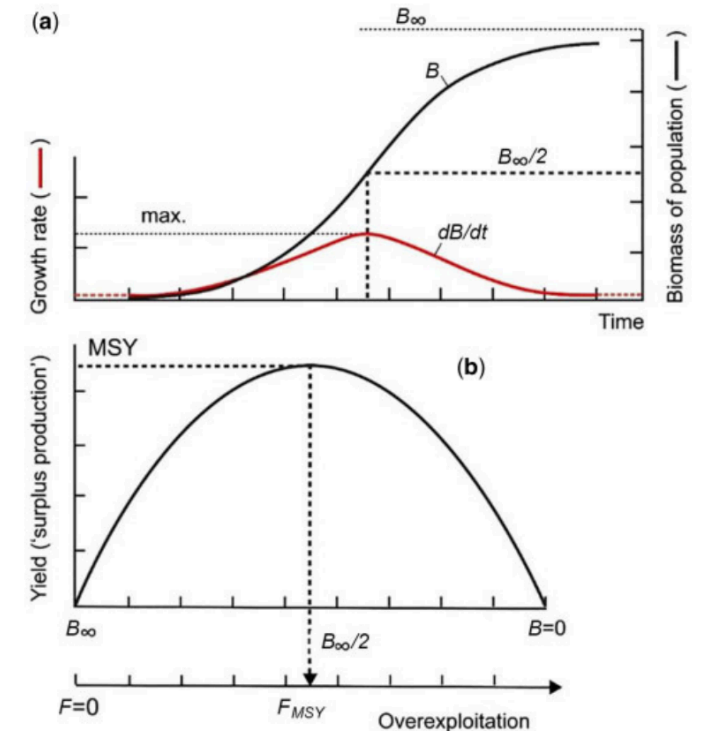 (a)
B∞
B
B∞/2
max.
dB/dt
Growth rate (—)
Biomass of population (—)
Time
MSY
(b)
Yield (‘surplus production’)
B∞
B=0
B∞/2
F=0
FMSY
Overexploitation